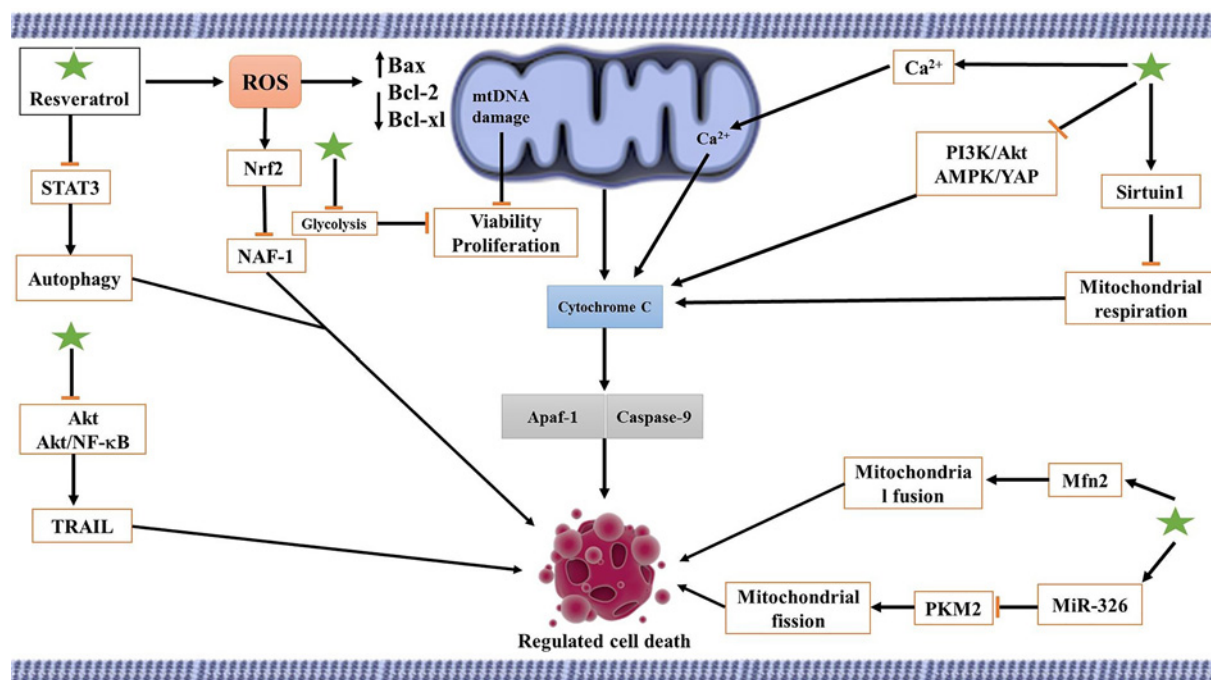 Resveratrol
ROS
Bax
Bcl-2
Bcl-xl
mtDNA
damage
Ca²⁺
Ca²⁺
STAT3
Nrf2
Glycolysis
Viability
Proliferation
PI3K/Akt
AMPK/YAP
Sirtuin1
NAF-1
Autophagy
Cytochrome C
Mitochondrial
respiration
Akt
Akt/NF-κB
Apaf-1
Caspase-9
TRAIL
Mitochondria
l fusion
Mfn2
Mitochondrial
fission
PKM2
MiR-326
Regulated cell death